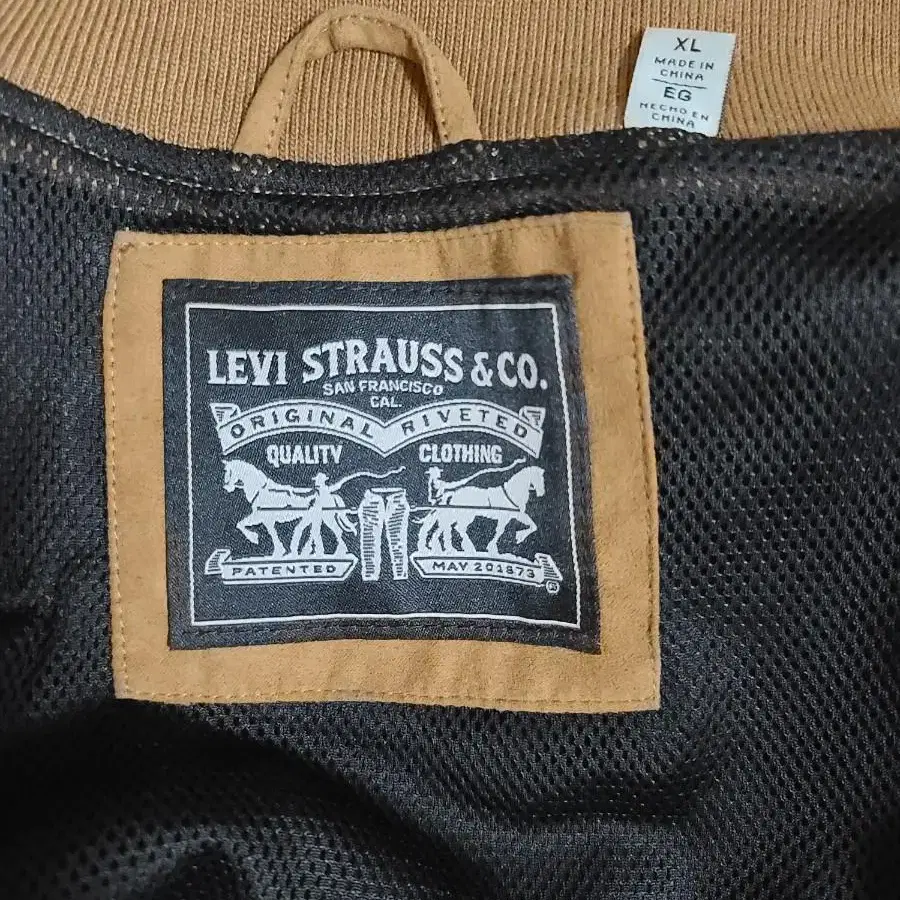 XL
MADE IN
CHINA
EG
HECHO EN
CHINA
LEVI STRAUSS & CO.
SAN FRANCISCO
CAL.
ORIGINAL RIVETED
QUALITY CLOTHING
PATENTED MAY 20 1873
®